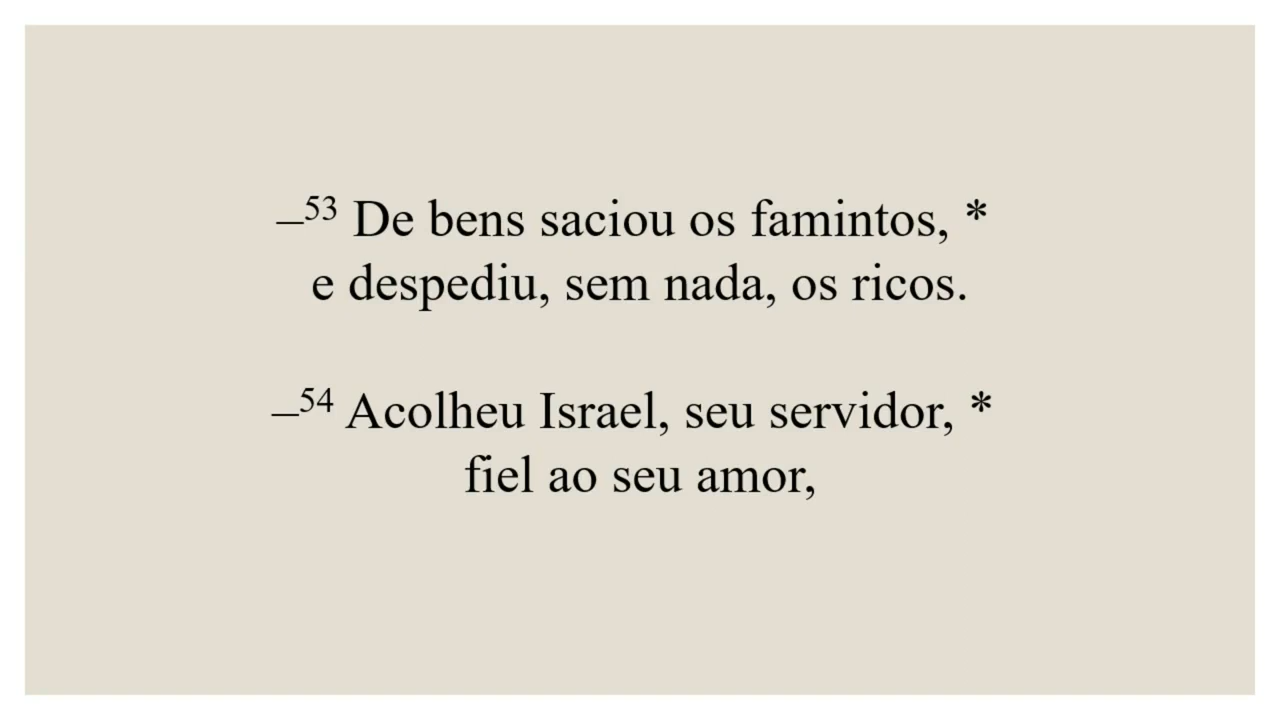 –53 De bens saciou os famintos, *
e despediu, sem nada, os ricos.
–54 Acolheu Israel, seu servidor, *
fiel ao seu amor,